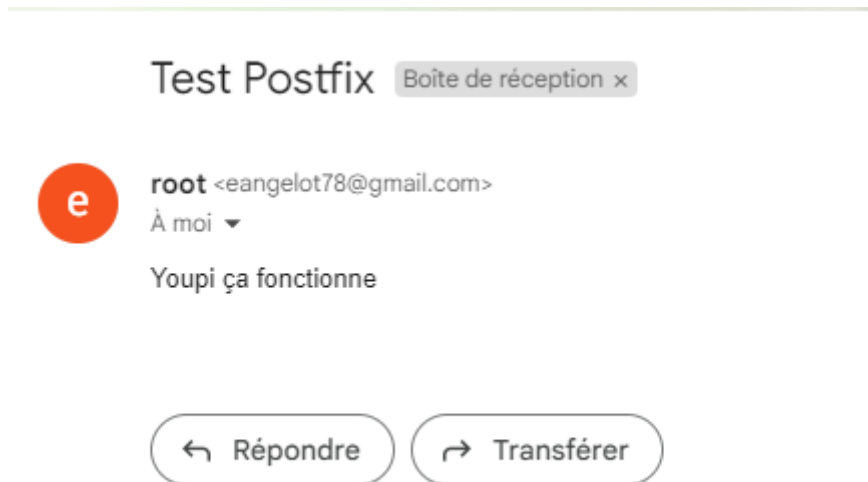 Test Postfix Boîte de réception ×
e
root <eangelot78@gmail.com>
À moi
Youpi ça fonctionne
Répondre Transférer